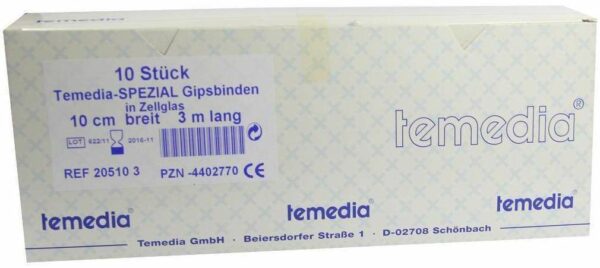 10 Stück
Temedia-SPEZIAL Gipsbinden
in Zellglas
10 cm breit 3 m lang
LOT 622/11 2016-11
REF 20510 3 PZN -4402770 CE
temedia®
temedia® temedia® temedia®
Temedia GmbH · Beiersdorfer Straße 1 · D-02708 Schönbach